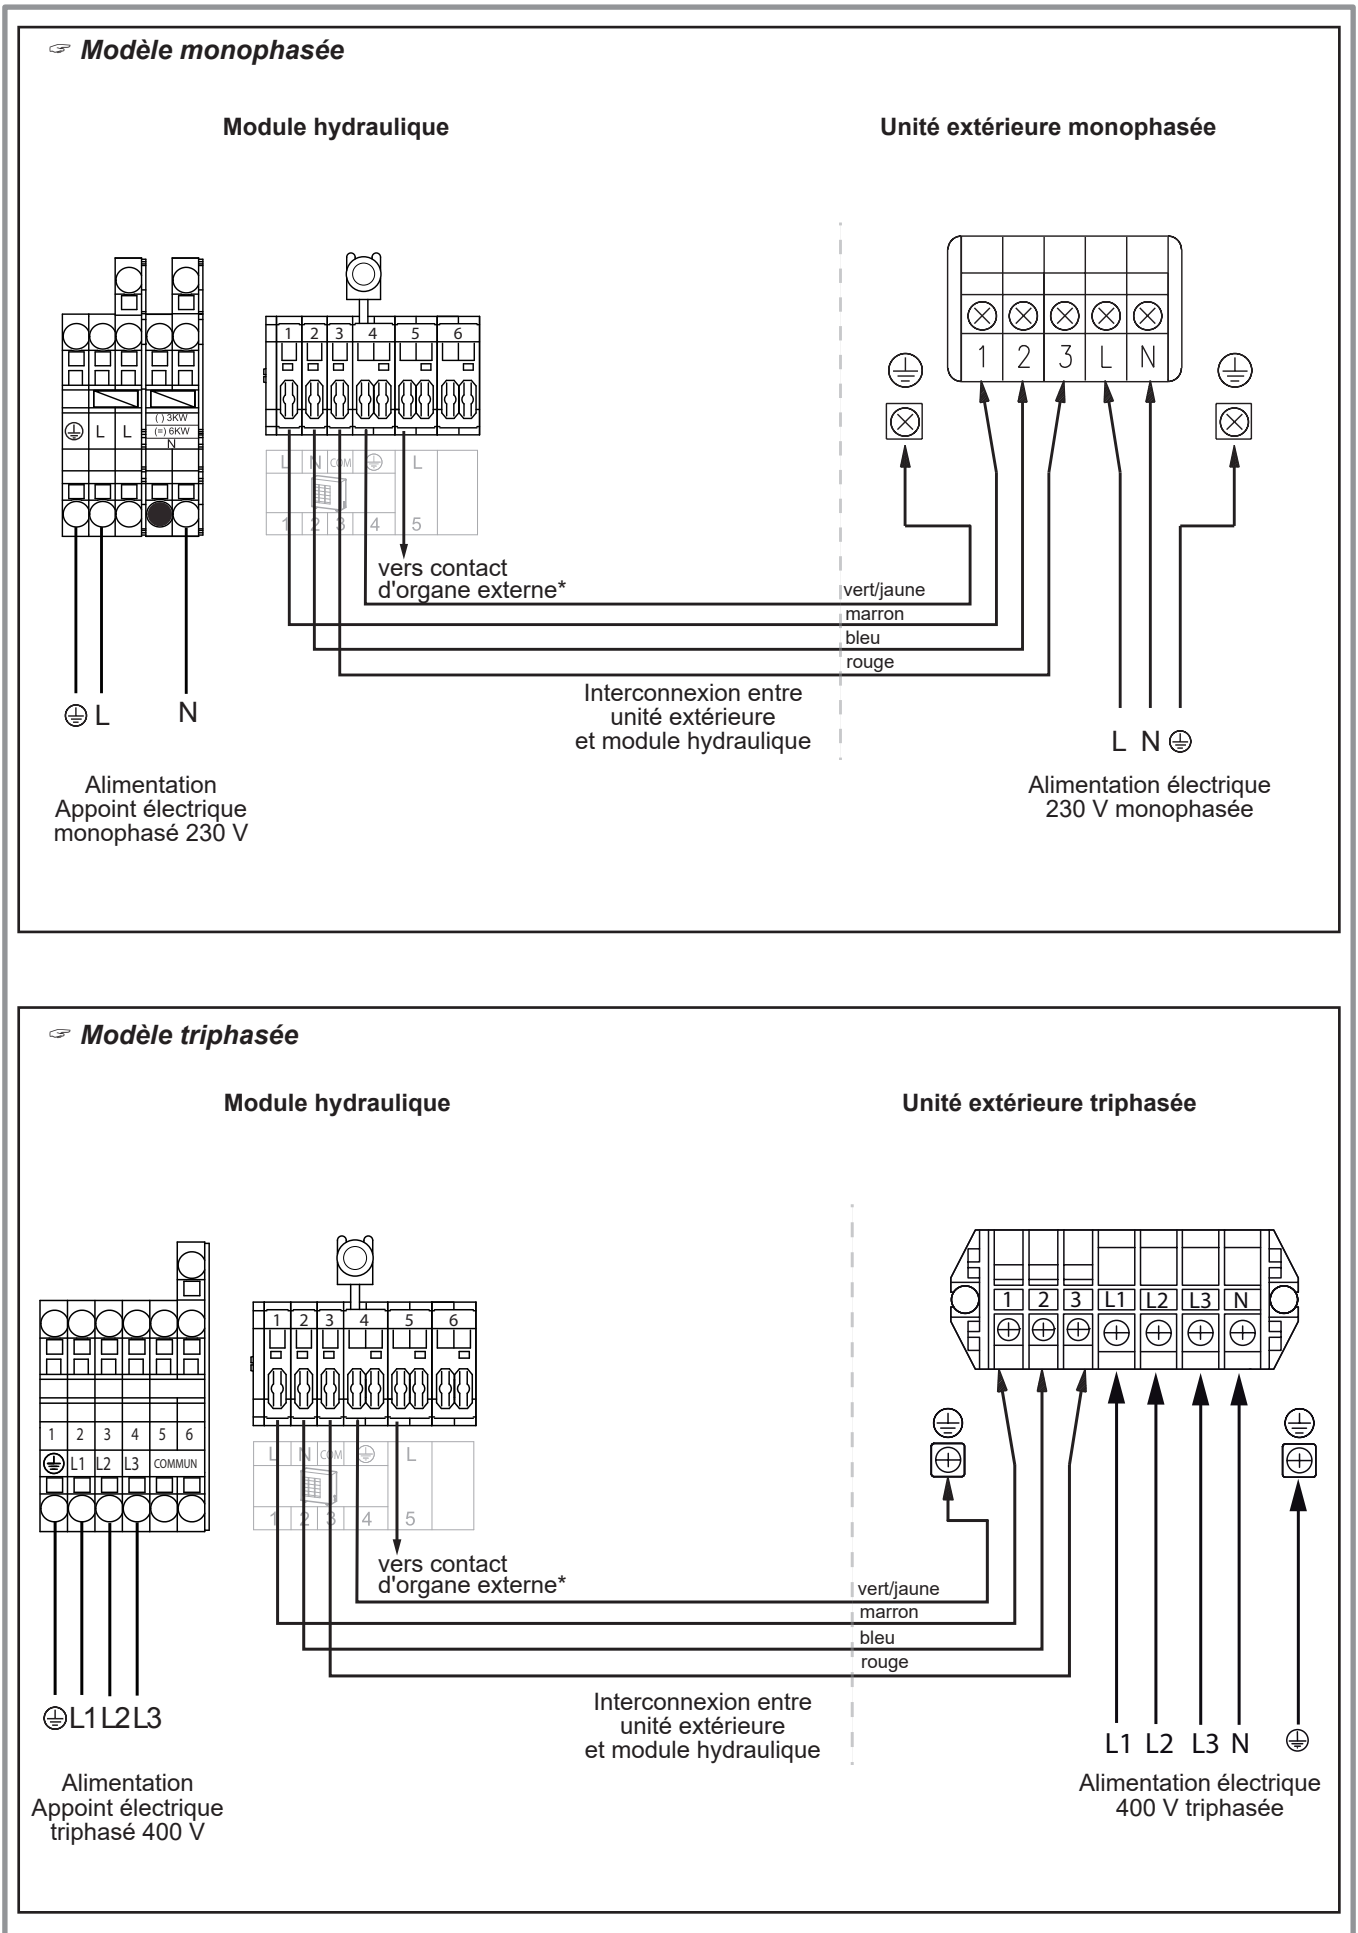 ☞ Modèle monophasée
Module hydraulique
Unité extérieure monophasée
1 2 3 4 5 6
1 2 3 L N
L L
( ) 3KW
(=) 6KW
N
L N COM L
1 2 3 4 5
vers contact
d'organe externe*
vert/jaune
marron
bleu
rouge
Interconnexion entre
unité extérieure
et module hydraulique
L N
L N
Alimentation
Appoint électrique
monophasé 230 V
Alimentation électrique
230 V monophasée
☞ Modèle triphasée
Module hydraulique
Unité extérieure triphasée
1 2 3 4 5 6
1 2 3 L1 L2 L3 N
1 2 3 4 5 6
L1 L2 L3 COMMUN
L N COM L
1 2 3 4 5
vers contact
d'organe externe*
vert/jaune
marron
bleu
rouge
Interconnexion entre
unité extérieure
et module hydraulique
L1 L2 L3
L1 L2 L3 N
Alimentation
Appoint électrique
triphasé 400 V
Alimentation électrique
400 V triphasée